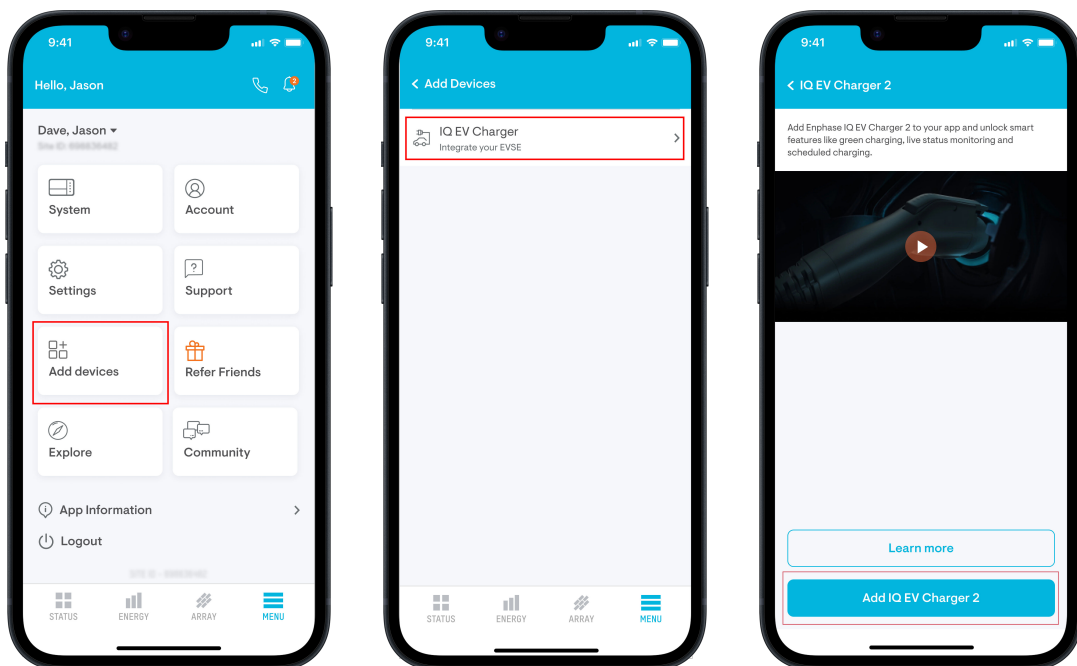 9:41
Hello, Jason
2
Dave, Jason
System
Account
Settings
Support
Add devices
Refer Friends
Explore
Community
App Information
Logout
STATUS
ENERGY
ARRAY
MENU
9:41
Add Devices
IQ EV Charger
Integrate your EVSE
STATUS
ENERGY
ARRAY
MENU
9:41
IQ EV Charger 2
Add Enphase IQ EV Charger 2 to your app and unlock smart
features like green charging, live status monitoring and
scheduled charging.
Learn more
Add IQ EV Charger 2